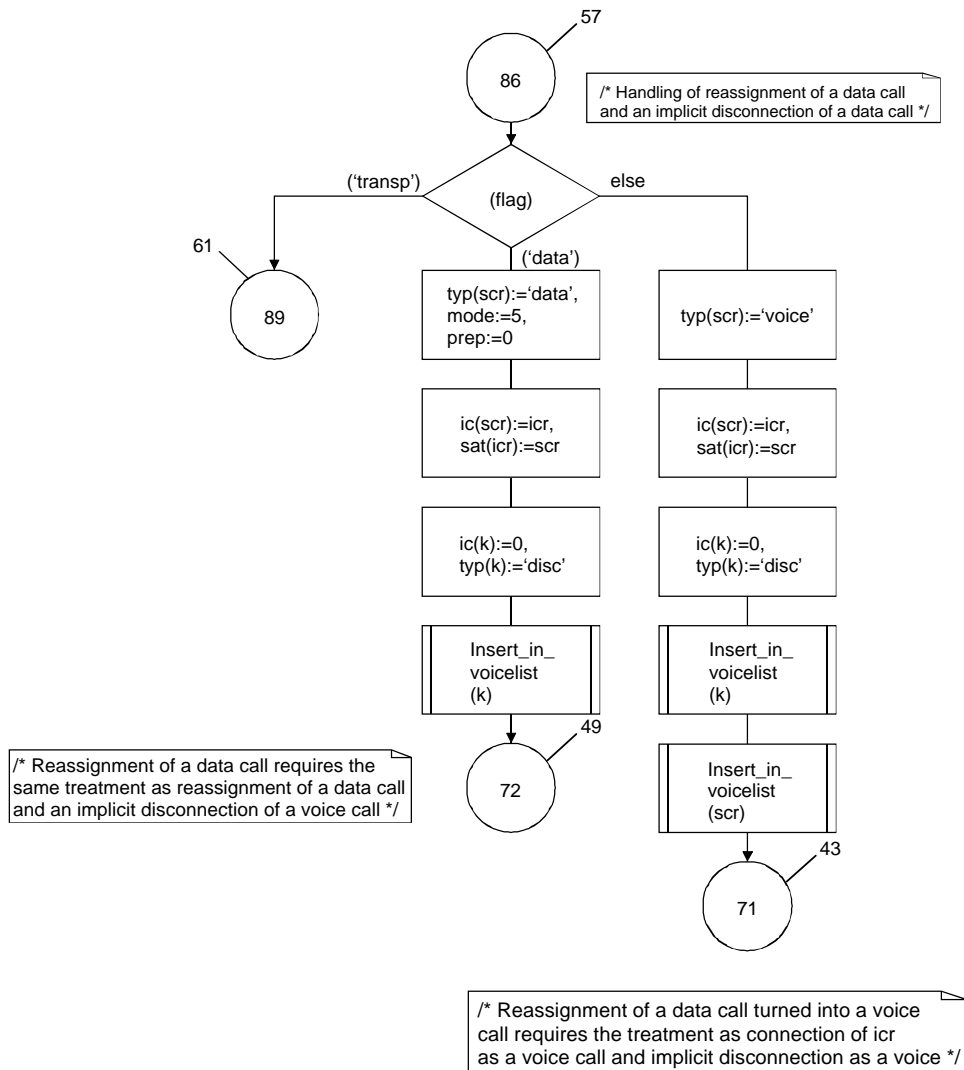 57
86
/* Handling of reassignment of a data call
and an implicit disconnection of a data call */
(‘transp’)
(flag)
else
61
(‘data’)
89
typ(scr):=‘data’,
mode:=5,
prep:=0
typ(scr):=‘voice’
ic(scr):=icr,
sat(icr):=scr
ic(scr):=icr,
sat(icr):=scr
ic(k):=0,
typ(k):=‘disc’
ic(k):=0,
typ(k):=‘disc’
Insert_in_
voicelist
(k)
Insert_in_
voicelist
(k)
49
/* Reassignment of a data call requires the
same treatment as reassignment of a data call
and an implicit disconnection of a voice call */
72
Insert_in_
voicelist
(scr)
43
71
/* Reassignment of a data call turned into a voice
call requires the treatment as connection of icr
as a voice call and implicit disconnection as a voice */